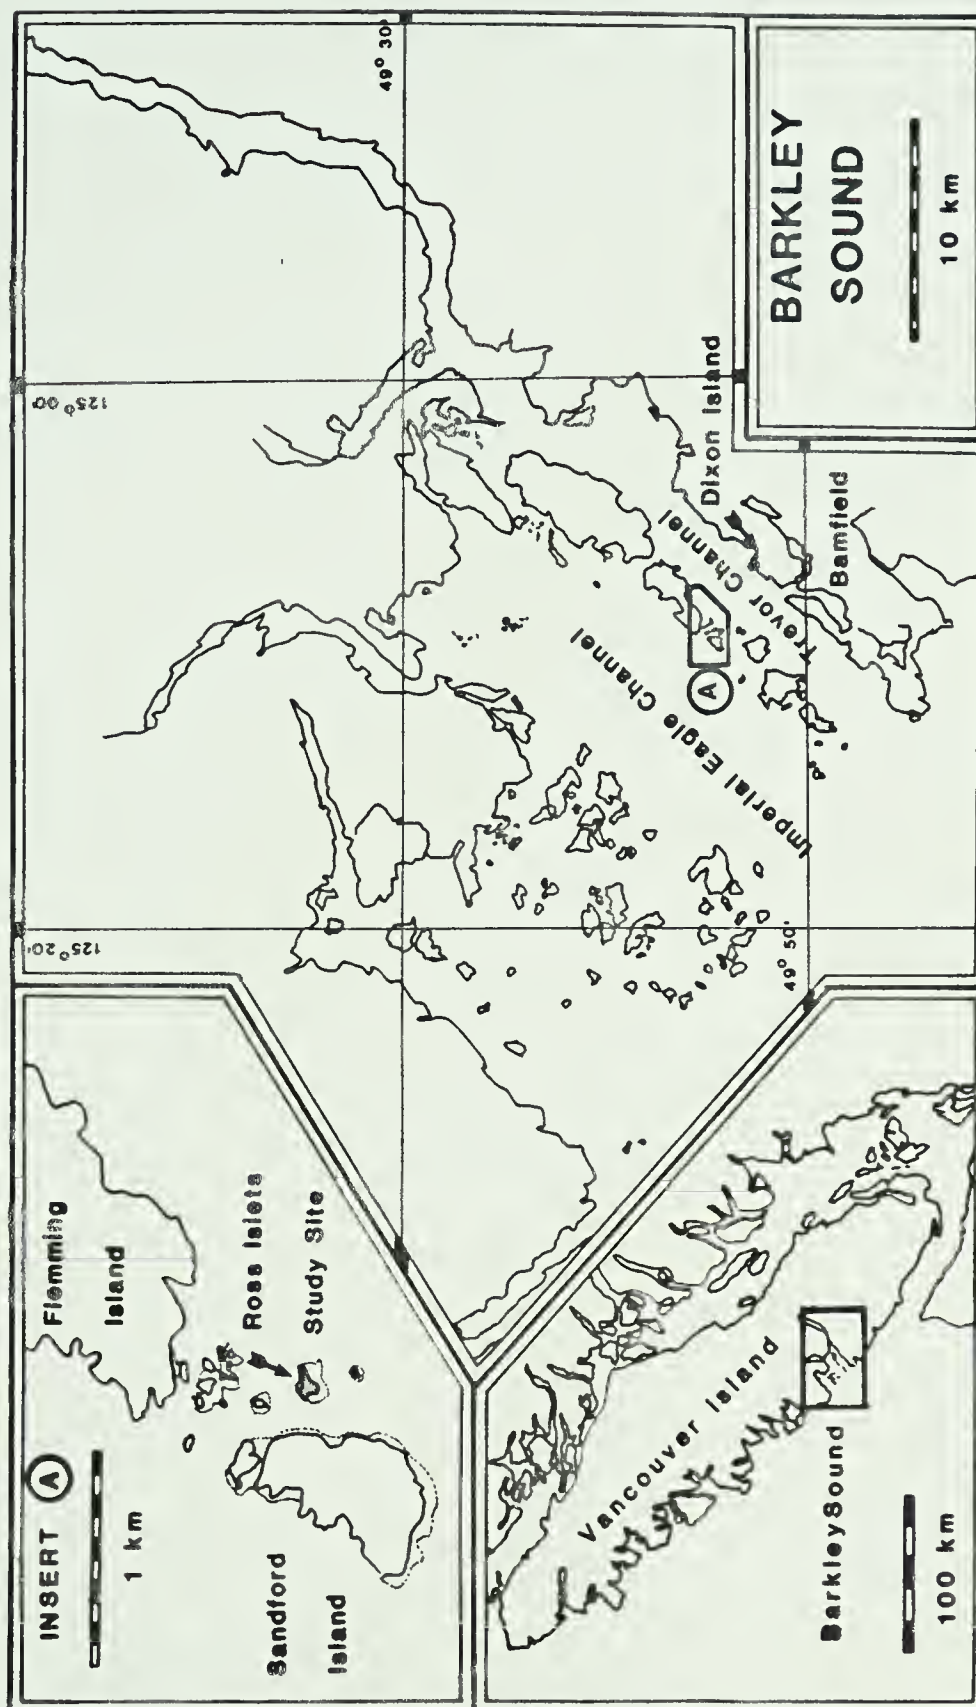 INSERT A
1 km
Flemming
Island
Ross Islets
Study Site
Sandford
Island
125° 20'
125° 00'
49° 30'
49° 50'
Imperial Eagle Channel
Trevor Channel
A
Dixon Island
Bamfield
Vancouver Island
Barkley Sound
100 km
BARKLEY
SOUND
10 km